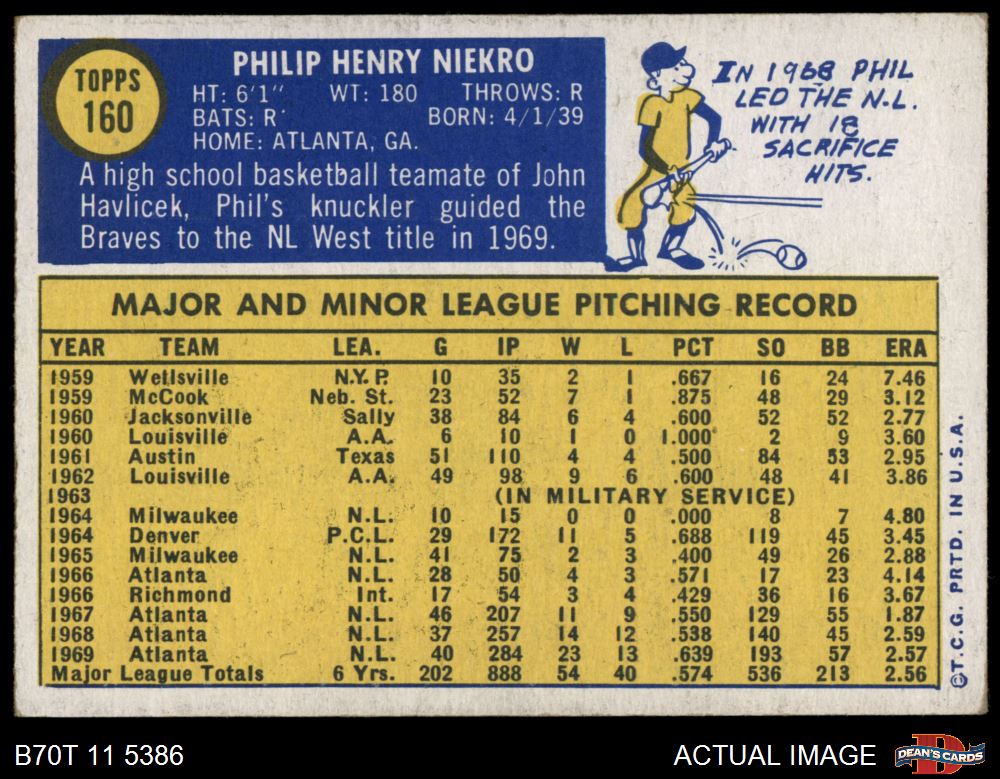 TOPPS
160
PHILIP HENRY NIEKRO
HT: 6'1" WT: 180 THROWS: R
BATS: R BORN: 4/1/39
HOME: ATLANTA, GA.
A high school basketball teamate of John
Havlicek, Phil's knuckler guided the
Braves to the NL West title in 1969.
IN 1968 PHIL
LED THE N.L.
WITH 18
SACRIFICE
HITS.
MAJOR AND MINOR LEAGUE PITCHING RECORD
YEAR TEAM LEA. G IP W L PCT SO BB ERA
1959 Wellsville N.Y.P. 10 35 2 1 .667 16 24 7.46
1959 McCook Neb. St. 23 52 7 1 .875 48 29 3.12
1960 Jacksonville Sally 38 84 6 4 .600 52 52 2.77
1960 Louisville A.A. 6 10 1 0 1.000 2 9 3.60
1961 Austin Texas 51 110 4 4 .500 84 53 2.95
1962 Louisville A.A. 49 98 9 6 .600 48 41 3.86
1963 (IN MILITARY SERVICE)
1964 Milwaukee N.L. 10 15 0 0 .000 8 7 4.80
1964 Denver P.C.L. 29 172 11 5 .688 119 45 3.45
1965 Milwaukee N.L. 41 75 2 3 .400 49 26 2.88
1966 Atlanta N.L. 28 50 4 3 .571 17 23 4.14
1966 Richmond Int. 17 54 3 4 .429 36 16 3.67
1967 Atlanta N.L. 46 207 11 9 .550 129 55 1.87
1968 Atlanta N.L. 37 257 14 12 .538 140 45 2.59
1969 Atlanta N.L. 40 284 23 13 .639 193 57 2.57
Major League Totals 6 Yrs. 202 888 54 40 .574 536 213 2.56
©T.C.G. PRTD. IN U.S.A.
B70T 11 5386
ACTUAL IMAGE
DEAN'S CARDS